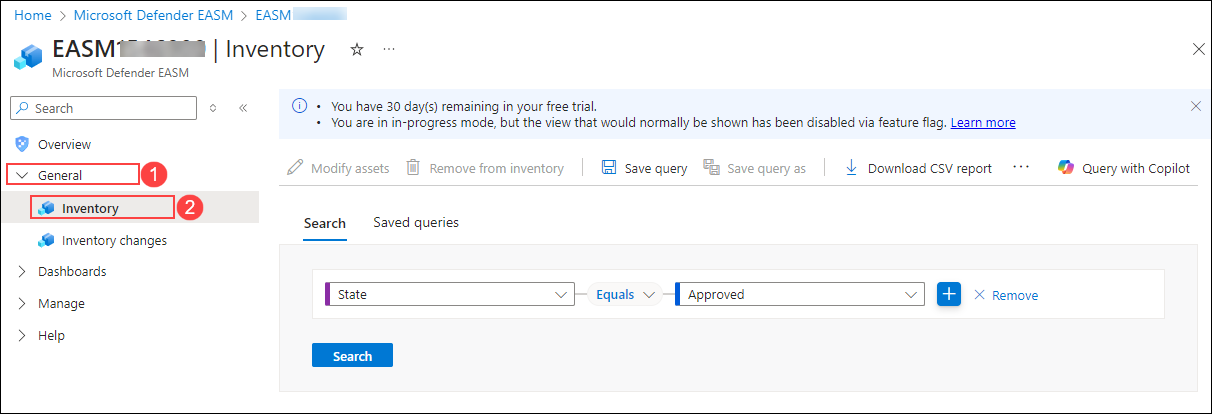 Home > Microsoft Defender EASM > EASM
EASM | Inventory
Microsoft Defender EASM
Search
Overview
General 1
Inventory 2
Inventory changes
Dashboards
Manage
Help
• You have 30 day(s) remaining in your free trial.
• You are in in-progress mode, but the view that would normally be shown has been disabled via feature flag. Learn more
Modify assets Remove from inventory Save query Save query as Download CSV report ... Query with Copilot
Search Saved queries
State Equals Approved Remove
Search